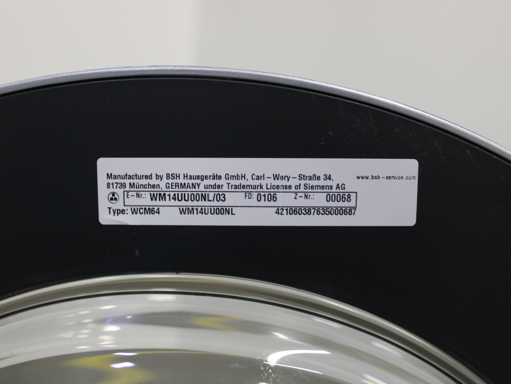 Manufactured by BSH Hausgeräte GmbH, Carl-Wery-Straße 34, www.bsh-service.com
81739 München, GERMANY under Trademark License of Siemens AG
E-Nr.: WM14UU00NL/03 FD: 0106 Z-Nr.: 00068
Type: WCM64 WM14UU00NL 421060387635000687